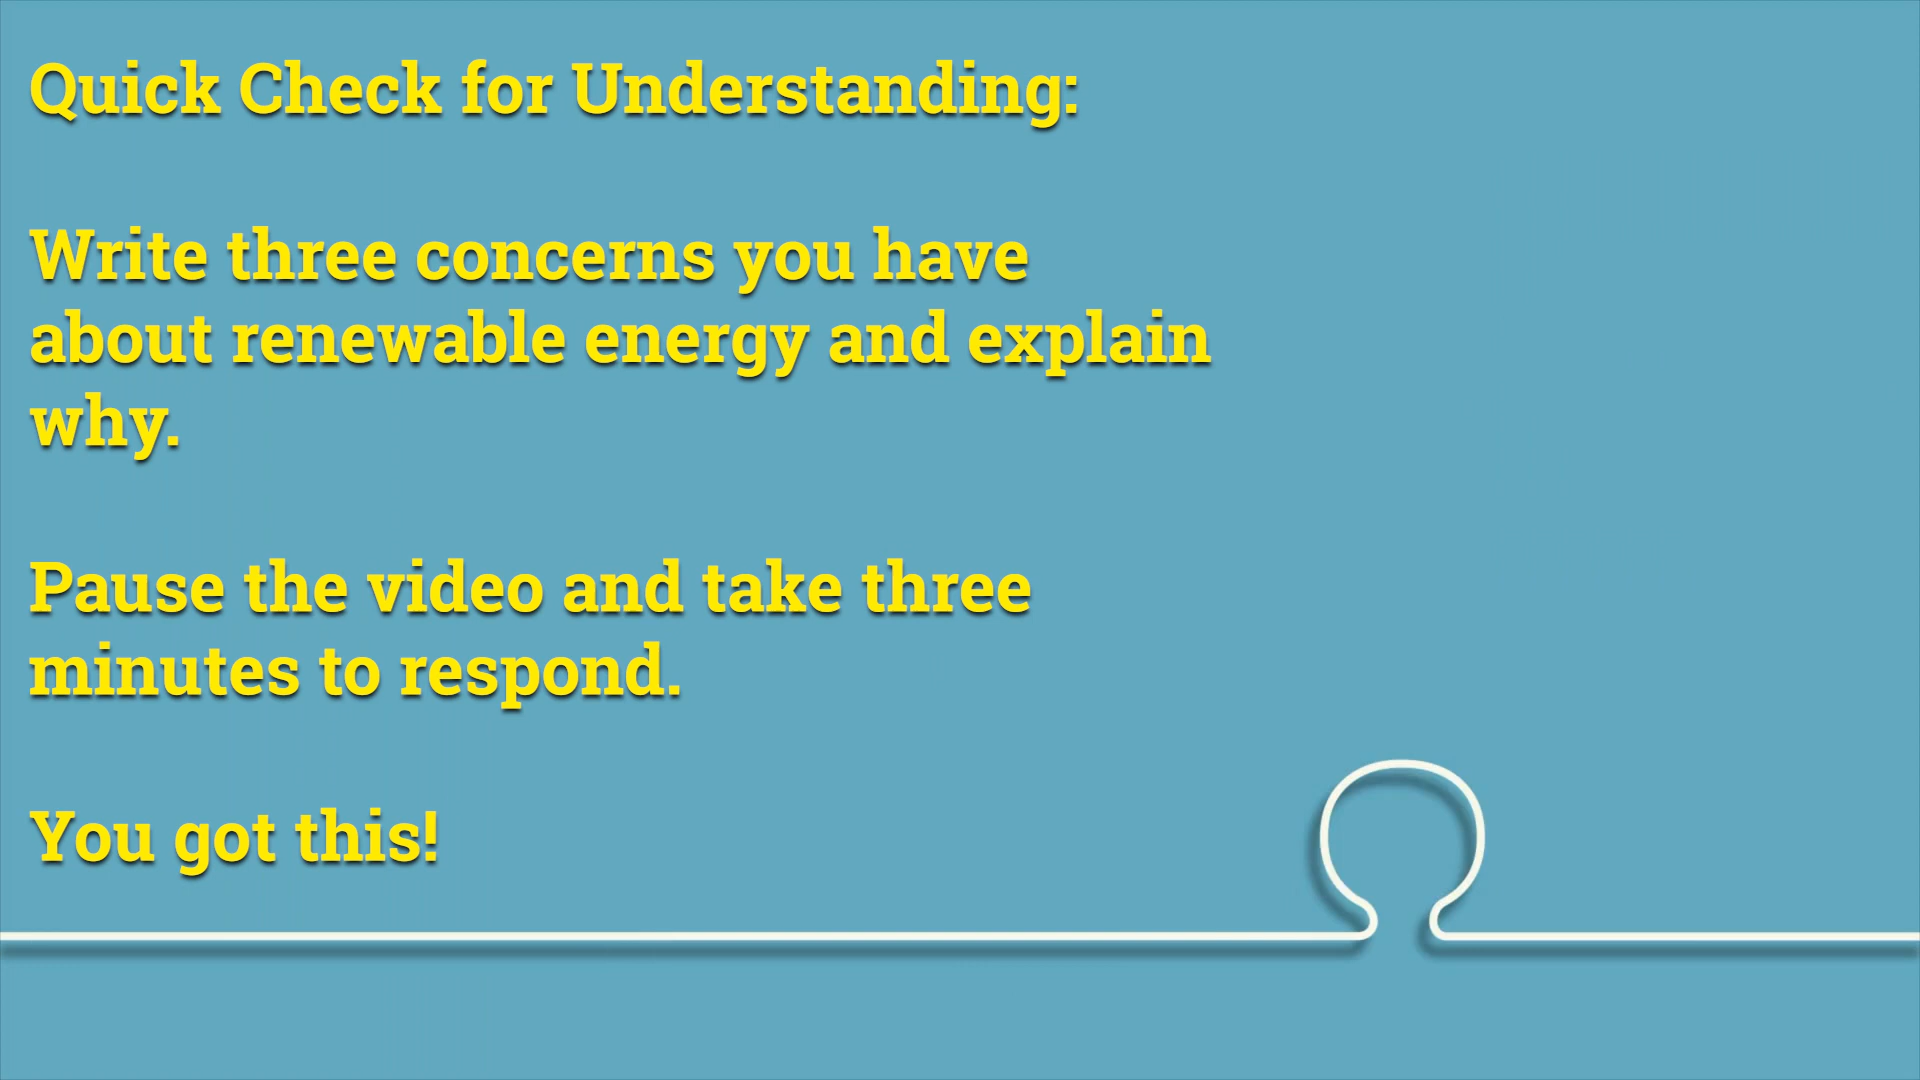 Quick Check for Understanding:
Write three concerns you have
about renewable energy and explain
why.
Pause the video and take three
minutes to respond.
You got this!